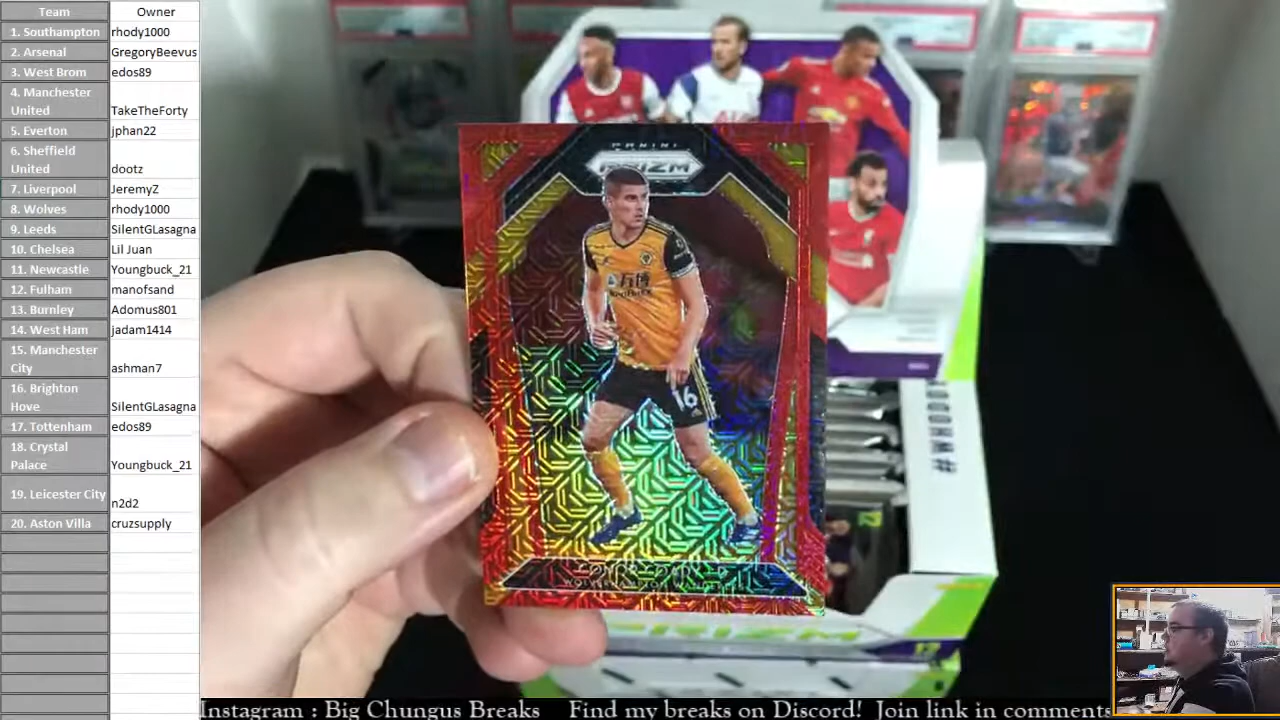 Team Owner
1. Southampton rhody1000
2. Arsenal GregoryBeevus
3. West Brom edos89
4. Manchester
United TakeTheForty
5. Everton jphan22
6. Sheffield
United dootz
7. Liverpool JeremyZ
8. Wolves rhody1000
9. Leeds SilentGLasagna
10. Chelsea Lil Juan
11. Newcastle Youngbuck_21
12. Fulham manofsand
13. Burnley Adomus801
14. West Ham jadam1414
15. Manchester
City ashman7
16. Brighton
Hove SilentGLasagna
17. Tottenham edos89
18. Crystal
Palace Youngbuck_21
19. Leicester City n2d2
20. Aston Villa cruzsupply
PANINI
PRIZM
万博
16
PRIZM
Instagram : Big Chungus Breaks Find my breaks on Discord! Join link in comments